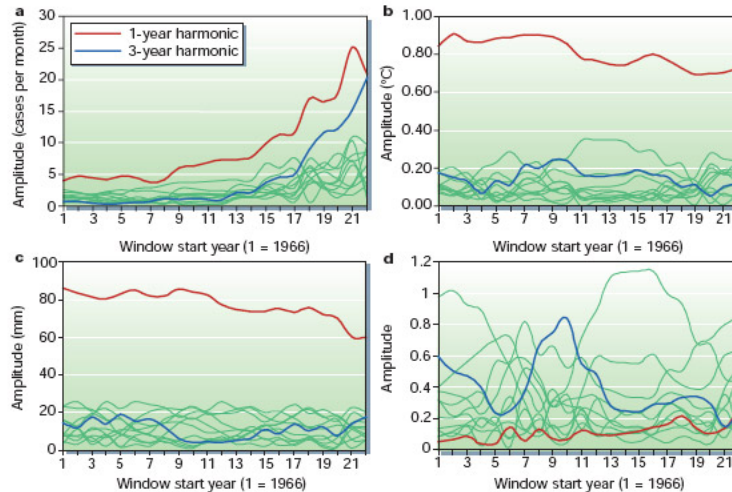 a
30
25
20
15
10
5
0
Amplitude (cases per month)
1-year harmonic
3-year harmonic
1 3 5 7 9 11 13 15 17 19 21
Window start year (1 = 1966)
b
1.00
0.80
0.60
0.40
0.20
0.00
Amplitude (°C)
1 3 5 7 9 11 13 15 17 19 21
Window start year (1 = 1966)
c
100
80
60
40
20
0
Amplitude (mm)
1 3 5 7 9 11 13 15 17 19 21
Window start year (1 = 1966)
d
1.2
1
0.8
0.6
0.4
0.2
0
Amplitude
1 3 5 7 9 11 13 15 17 19 21
Window start year (1 = 1966)